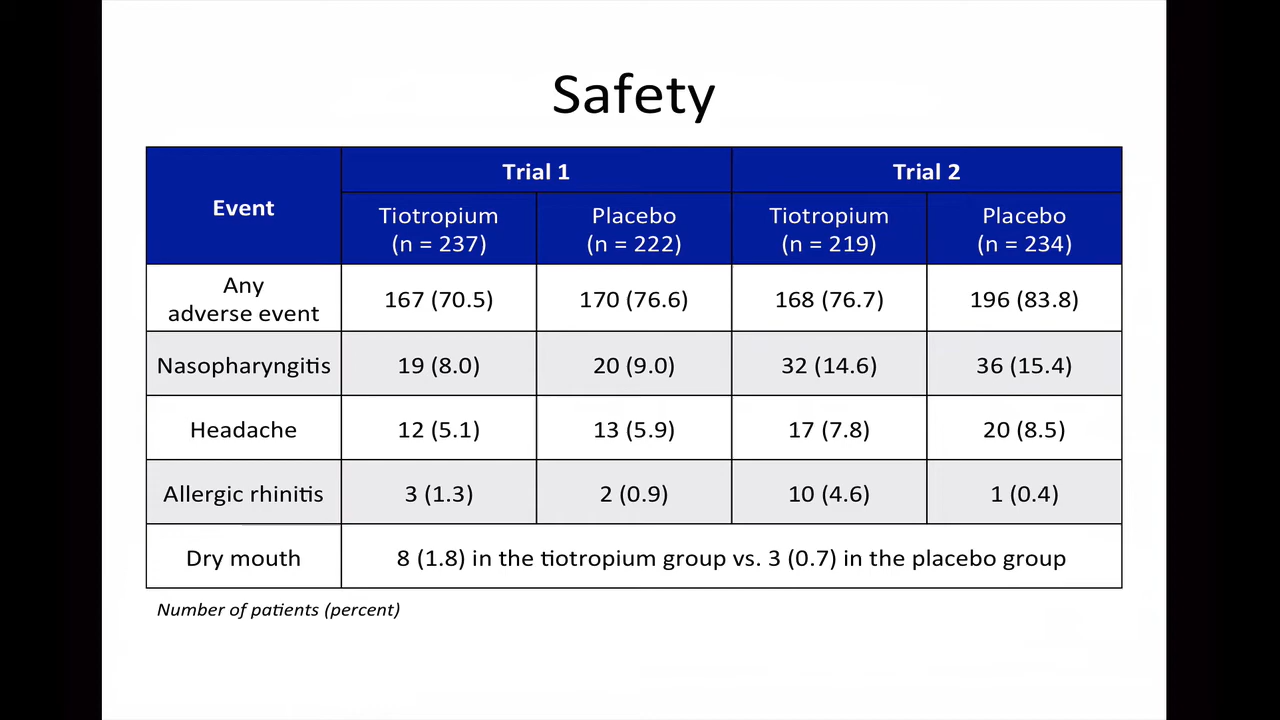 Safety
Event
Trial 1
Trial 2
Tiotropium
(n = 237)
Placebo
(n = 222)
Tiotropium
(n = 219)
Placebo
(n = 234)
Any
adverse event
167 (70.5)
170 (76.6)
168 (76.7)
196 (83.8)
Nasopharyngitis
19 (8.0)
20 (9.0)
32 (14.6)
36 (15.4)
Headache
12 (5.1)
13 (5.9)
17 (7.8)
20 (8.5)
Allergic rhinitis
3 (1.3)
2 (0.9)
10 (4.6)
1 (0.4)
Dry mouth
8 (1.8) in the tiotropium group vs. 3 (0.7) in the placebo group
Number of patients (percent)